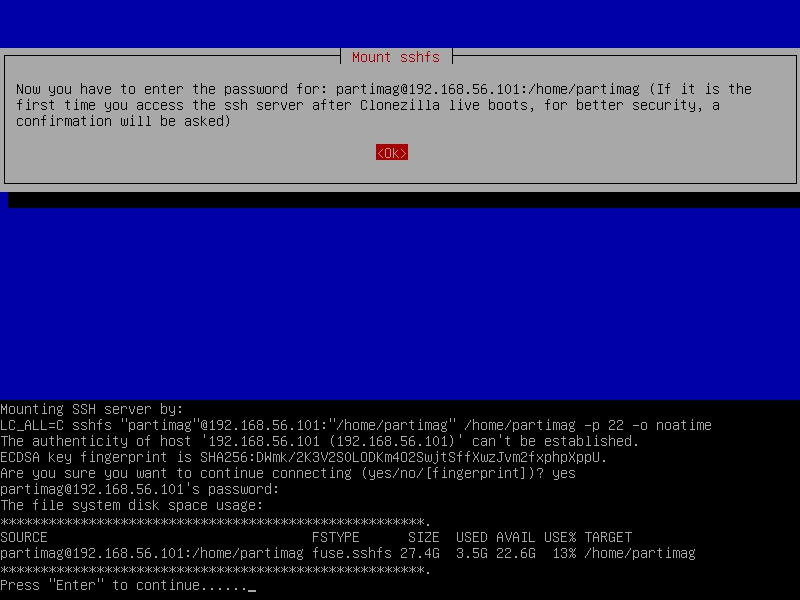 Mount sshfs
Now you have to enter the password for: partimag@192.168.56.101:/home/partimag (If it is the
first time you access the ssh server after Clonezilla live boots, for better security, a
confirmation will be asked)
<Ok>
Mounting SSH server by:
LC_ALL=C sshfs "partimag"@192.168.56.101:"/home/partimag" /home/partimag -p 22 -o noatime
The authenticity of host '192.168.56.101 (192.168.56.101)' can't be established.
ECDSA key fingerprint is SHA256:DWmk/2K3V2S0LODKm4O2SwjtSffXwzJvm2fxphpXppU.
Are you sure you want to continue connecting (yes/no/[fingerprint])? yes
partimag@192.168.56.101's password:
The file system disk space usage:
*****************************************************.
SOURCE                                 FSTYPE      SIZE  USED AVAIL USE% TARGET
partimag@192.168.56.101:/home/partimag fuse.sshfs 27.4G  3.5G 22.6G  13% /home/partimag
*****************************************************.
Press "Enter" to continue......_